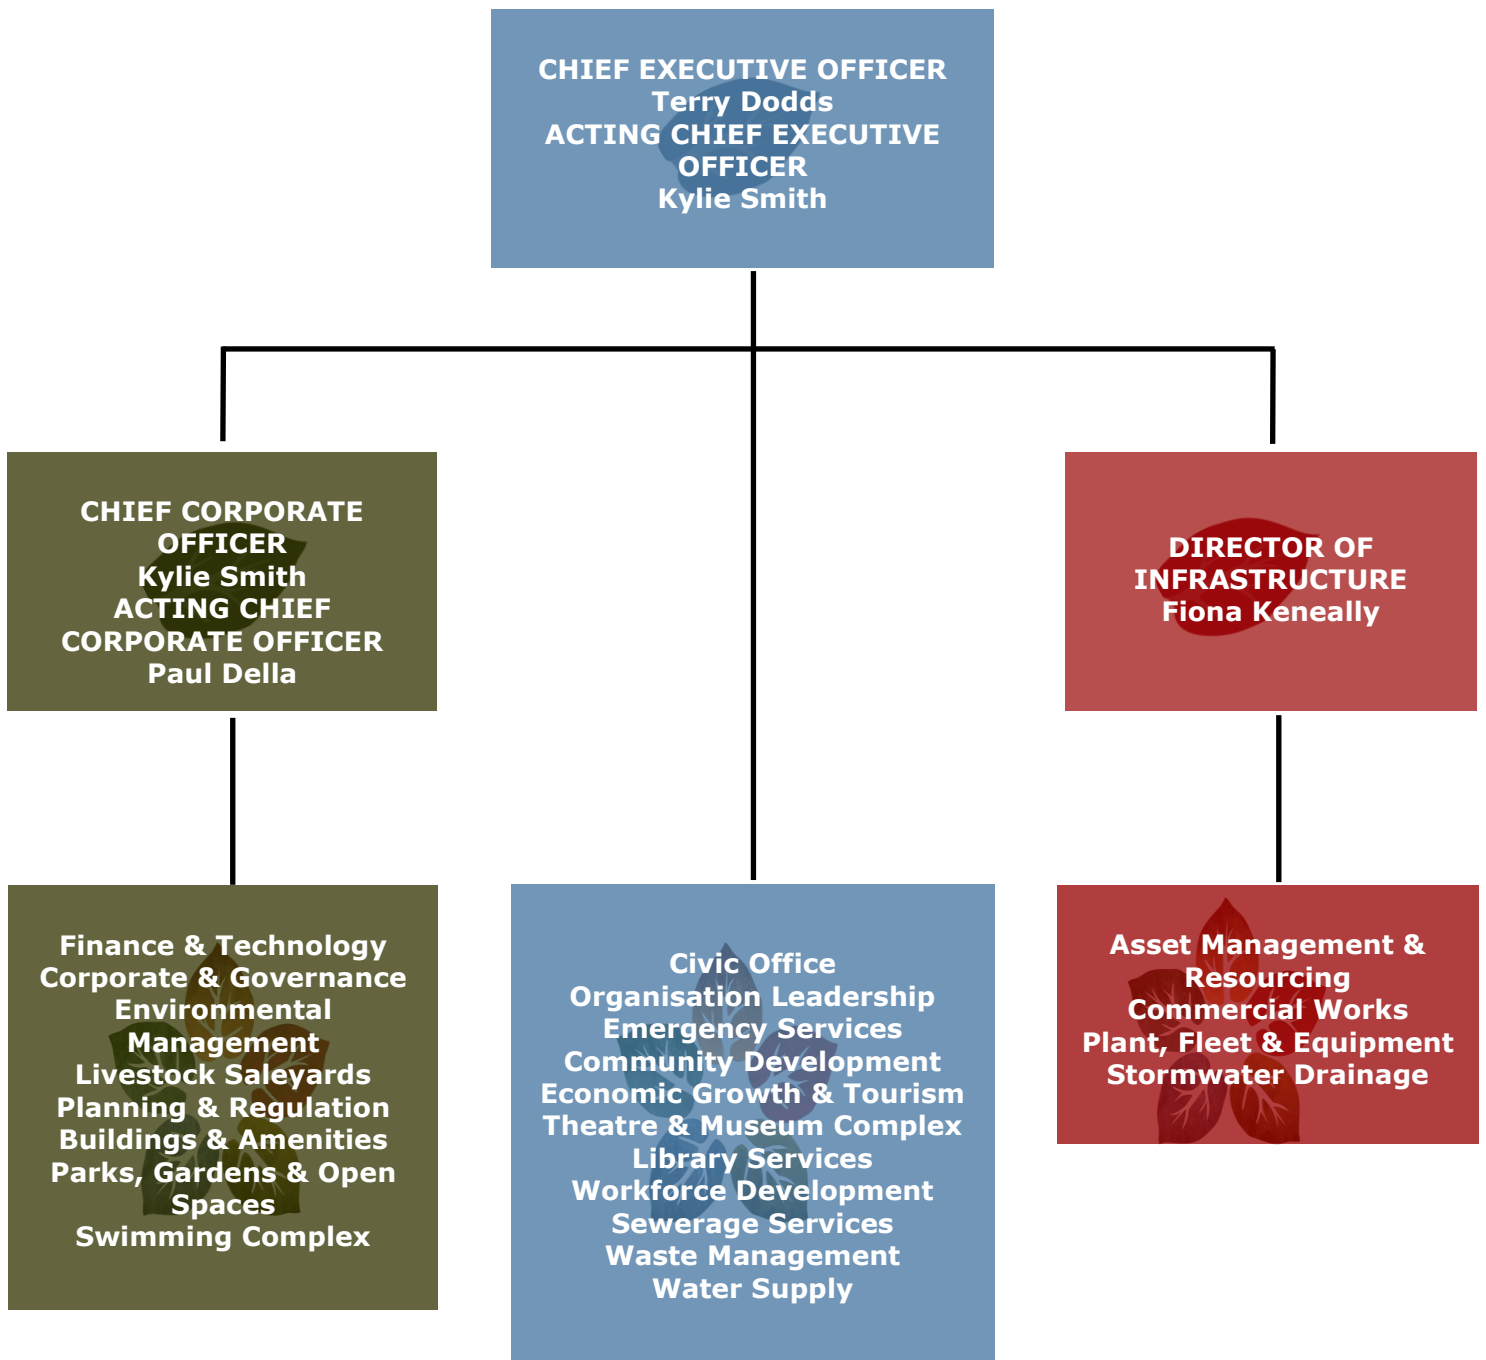 CHIEF EXECUTIVE OFFICER
Terry Dodds
ACTING CHIEF EXECUTIVE
OFFICER
Kylie Smith
CHIEF CORPORATE
OFFICER
Kylie Smith
ACTING CHIEF
CORPORATE OFFICER
Paul Della
DIRECTOR OF
INFRASTRUCTURE
Fiona Keneally
Finance & Technology
Corporate & Governance
Environmental
Management
Livestock Saleyards
Planning & Regulation
Buildings & Amenities
Parks, Gardens & Open
Spaces
Swimming Complex
Civic Office
Organisation Leadership
Emergency Services
Community Development
Economic Growth & Tourism
Theatre & Museum Complex
Library Services
Workforce Development
Sewerage Services
Waste Management
Water Supply
Asset Management &
Resourcing
Commercial Works
Plant, Fleet & Equipment
Stormwater Drainage